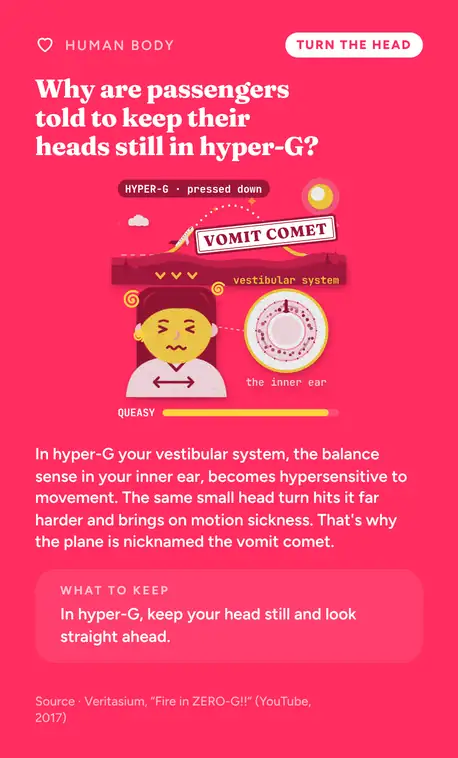 HUMAN BODY
TURN THE HEAD
Why are passengers
told to keep their
heads still in hyper-G?
HYPER-G · pressed down
VOMIT COMET
vestibular system
the inner ear
QUEASY
In hyper-G your vestibular system, the balance
sense in your inner ear, becomes hypersensitive to
movement. The same small head turn hits it far
harder and brings on motion sickness. That's why
the plane is nicknamed the vomit comet.
WHAT TO KEEP
In hyper-G, keep your head still and look
straight ahead.
Source · Veritasium, "Fire in ZERO-G!!" (YouTube,
2017)